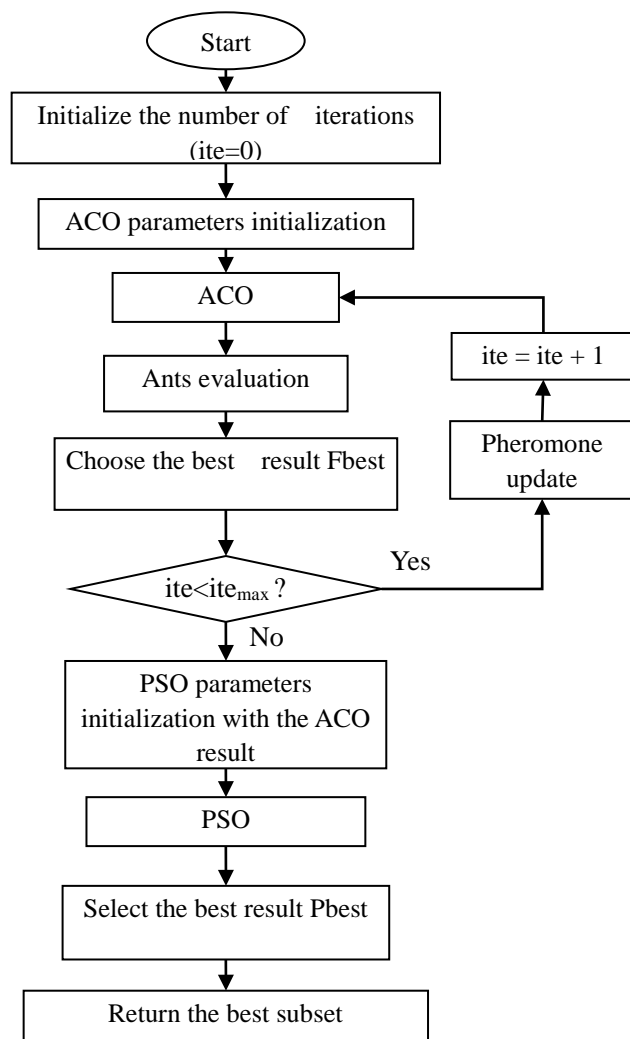 Start
Initialize the number of iterations
(ite=0)
ACO parameters initialization
ACO
ite = ite + 1
Ants evaluation
Pheromone
update
Choose the best result Fbest
Yes
ite<ite_max ?
No
PSO parameters
initialization with the ACO
result
PSO
Select the best result Pbest
Return the best subset